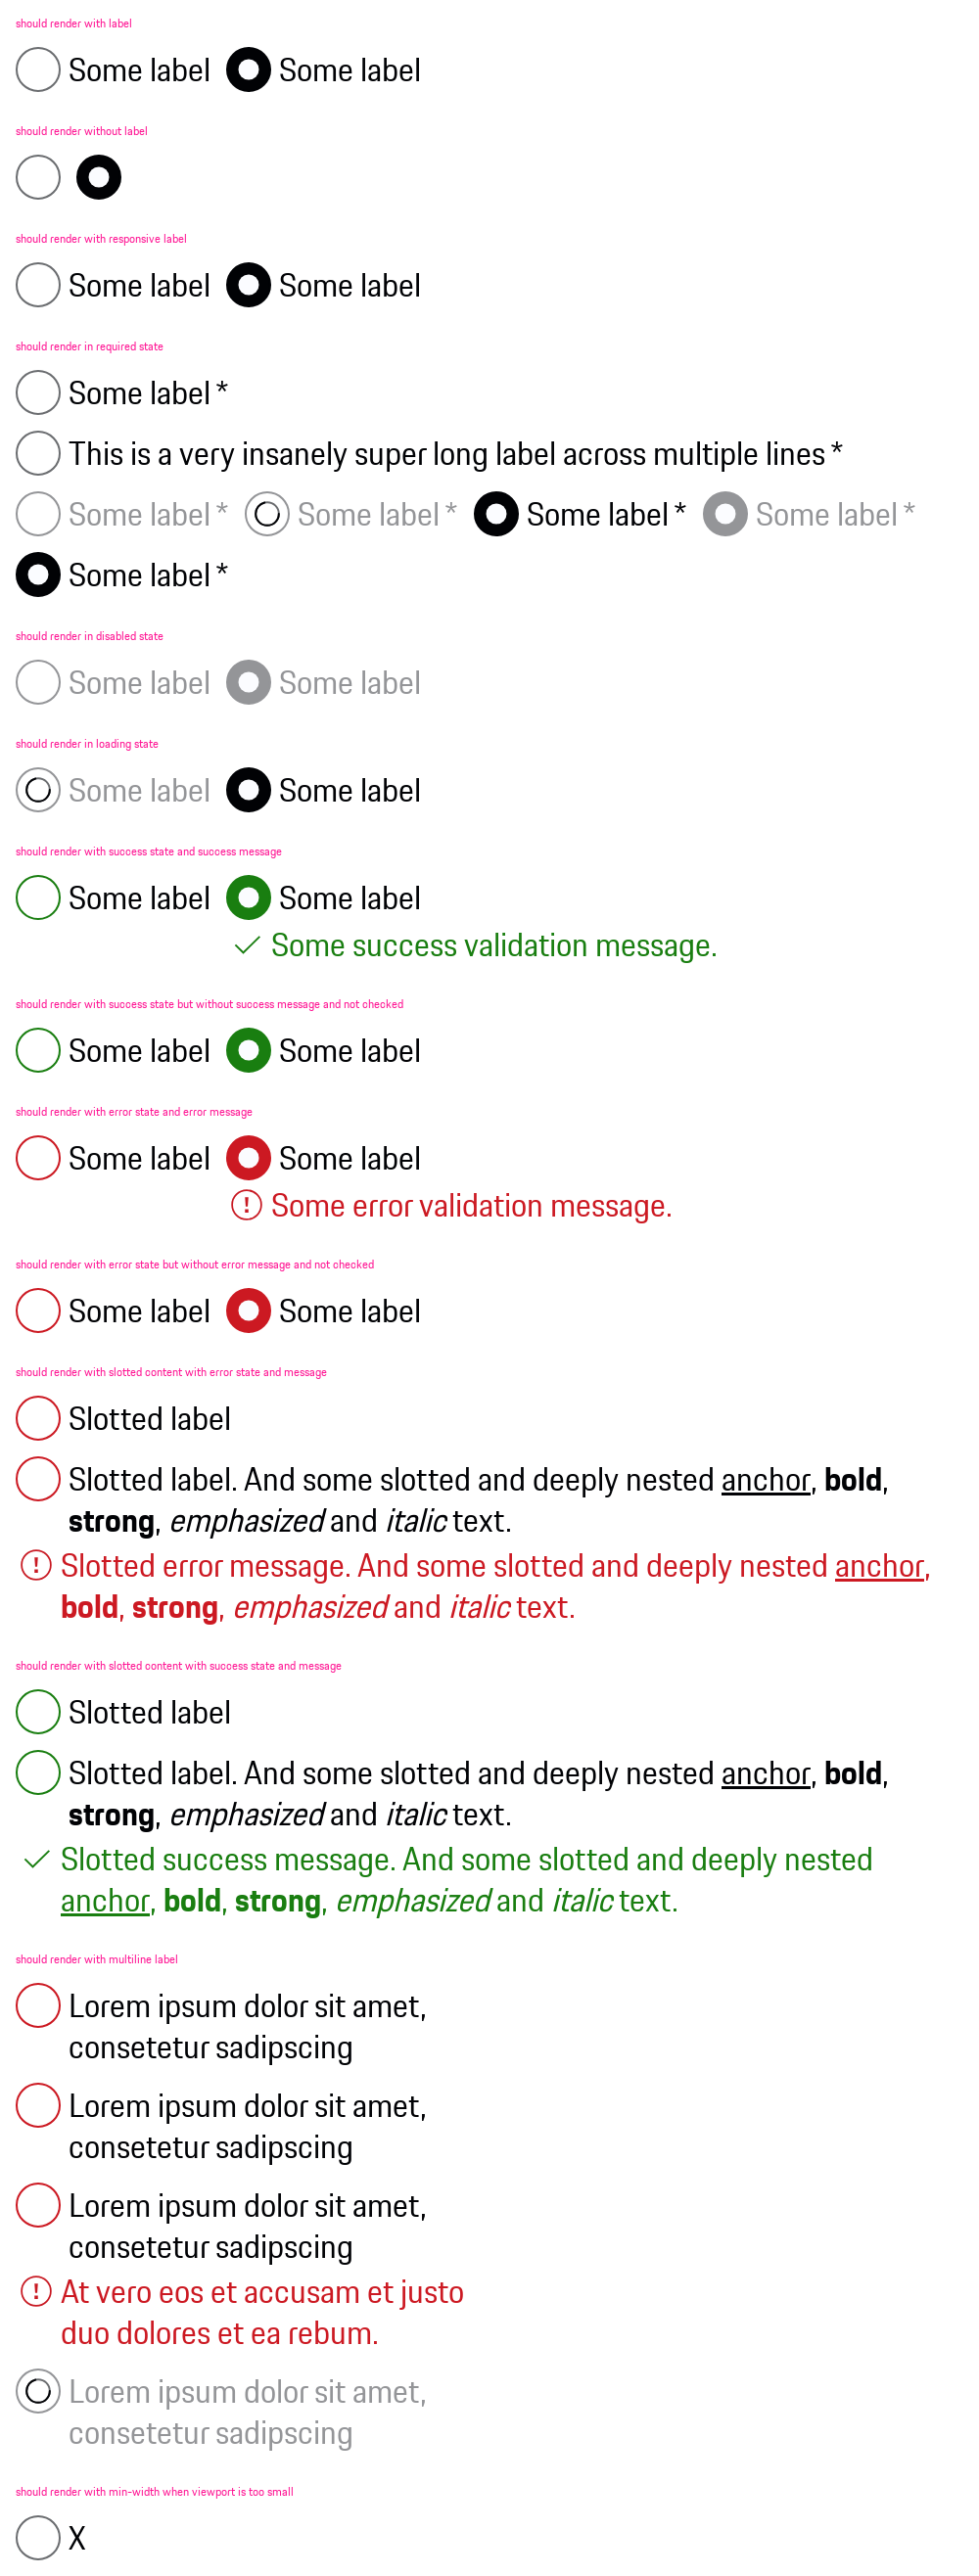 should render with label
Some label Some label
should render without label
should render with responsive label
Some label Some label
should render in required state
Some label *
This is a very insanely super long label across multiple lines *
Some label * Some label * Some label * Some label *
Some label *
should render in disabled state
Some label Some label
should render in loading state
Some label Some label
should render with success state and success message
Some label Some label
Some success validation message.
should render with success state but without success message and not checked
Some label Some label
should render with error state and error message
Some label Some label
Some error validation message.
should render with error state but without error message and not checked
Some label Some label
should render with slotted content with error state and message
Slotted label
Slotted label. And some slotted and deeply nested anchor, bold,
strong, emphasized and italic text.
Slotted error message. And some slotted and deeply nested anchor,
bold, strong, emphasized and italic text.
should render with slotted content with success state and message
Slotted label
Slotted label. And some slotted and deeply nested anchor, bold,
strong, emphasized and italic text.
Slotted success message. And some slotted and deeply nested
anchor, bold, strong, emphasized and italic text.
should render with multiline label
Lorem ipsum dolor sit amet,
consetetur sadipscing
Lorem ipsum dolor sit amet,
consetetur sadipscing
Lorem ipsum dolor sit amet,
consetetur sadipscing
At vero eos et accusam et justo
duo dolores et ea rebum.
Lorem ipsum dolor sit amet,
consetetur sadipscing
should render with min-width when viewport is too small
X